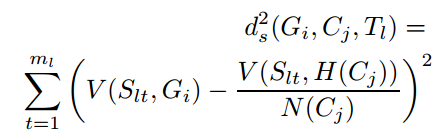 d_s^2(G_i, C_j, T_l) =
\sum_{t=1}^{m_l} \left( V(S_{lt}, G_i) - \frac{V(S_{lt}, H(C_j))}{N(C_j)} \right)^2